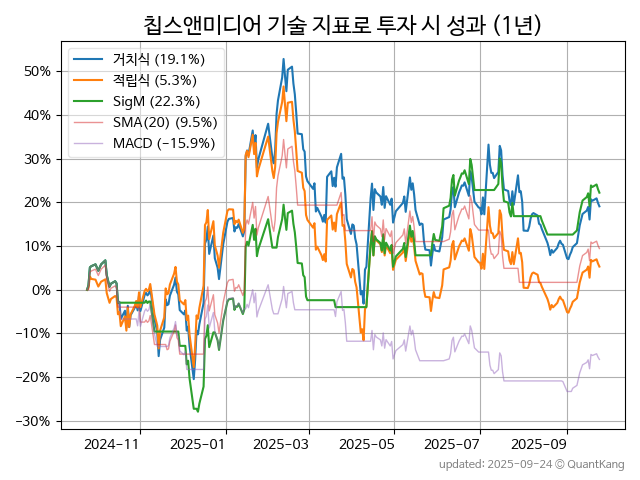 칩스앤미디어 기술 지표로 투자 시 성과 (1년)
거치식 (19.1%)
적립식 (5.3%)
SigM (22.3%)
SMA(20) (9.5%)
MACD (−15.9%)
50%
40%
30%
20%
10%
0%
−10%
−20%
−30%
2024-11 2025-01 2025-03 2025-05 2025-07 2025-09
updated: 2025-09-24 © QuantKang